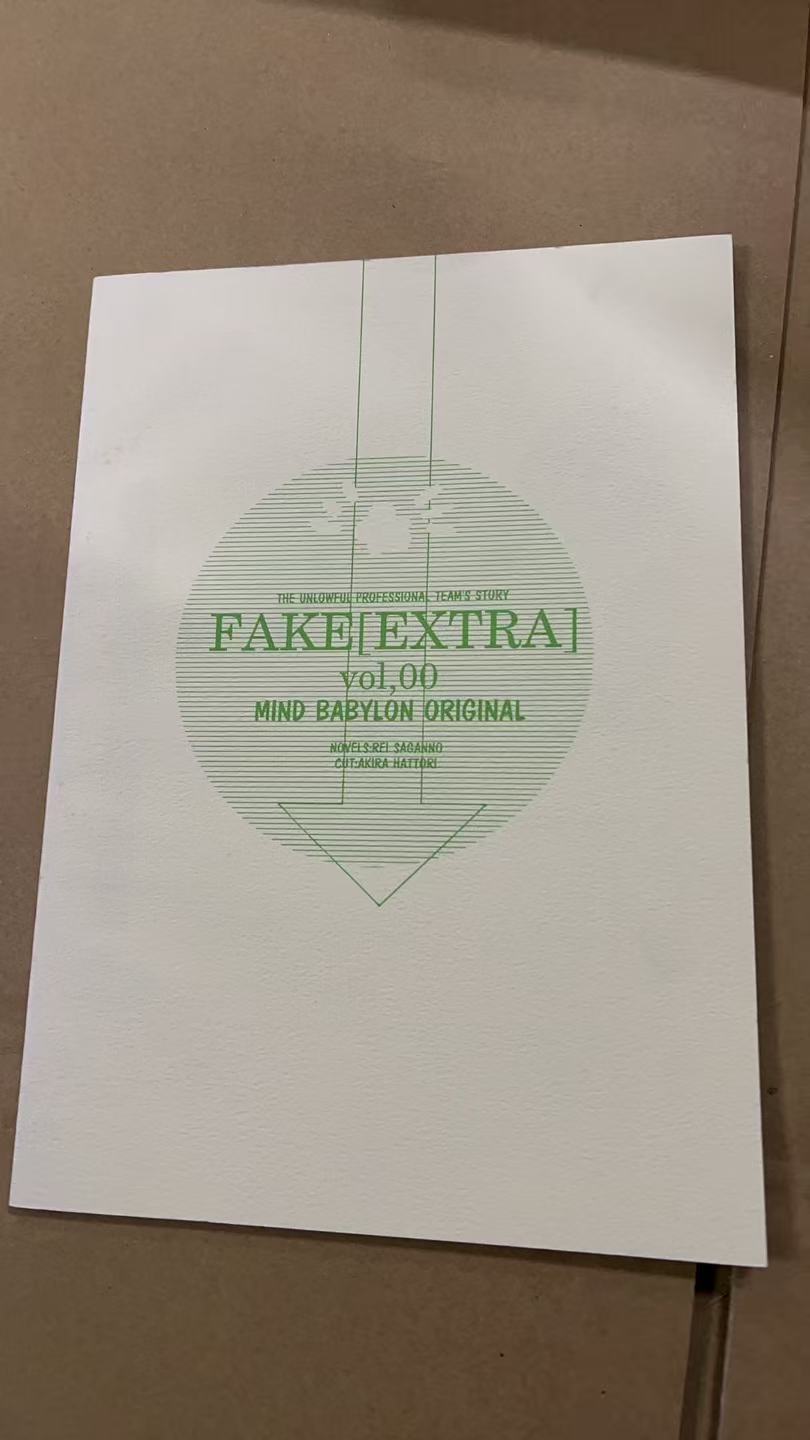 THE UNLOWFUL PROFESSIONAL TEAM'S STORY
FAKE[EXTRA]
vol,00
MIND BABYLON ORIGINAL
NOVELS:REI SAGANNO
CUT:AKIRA HATTORI